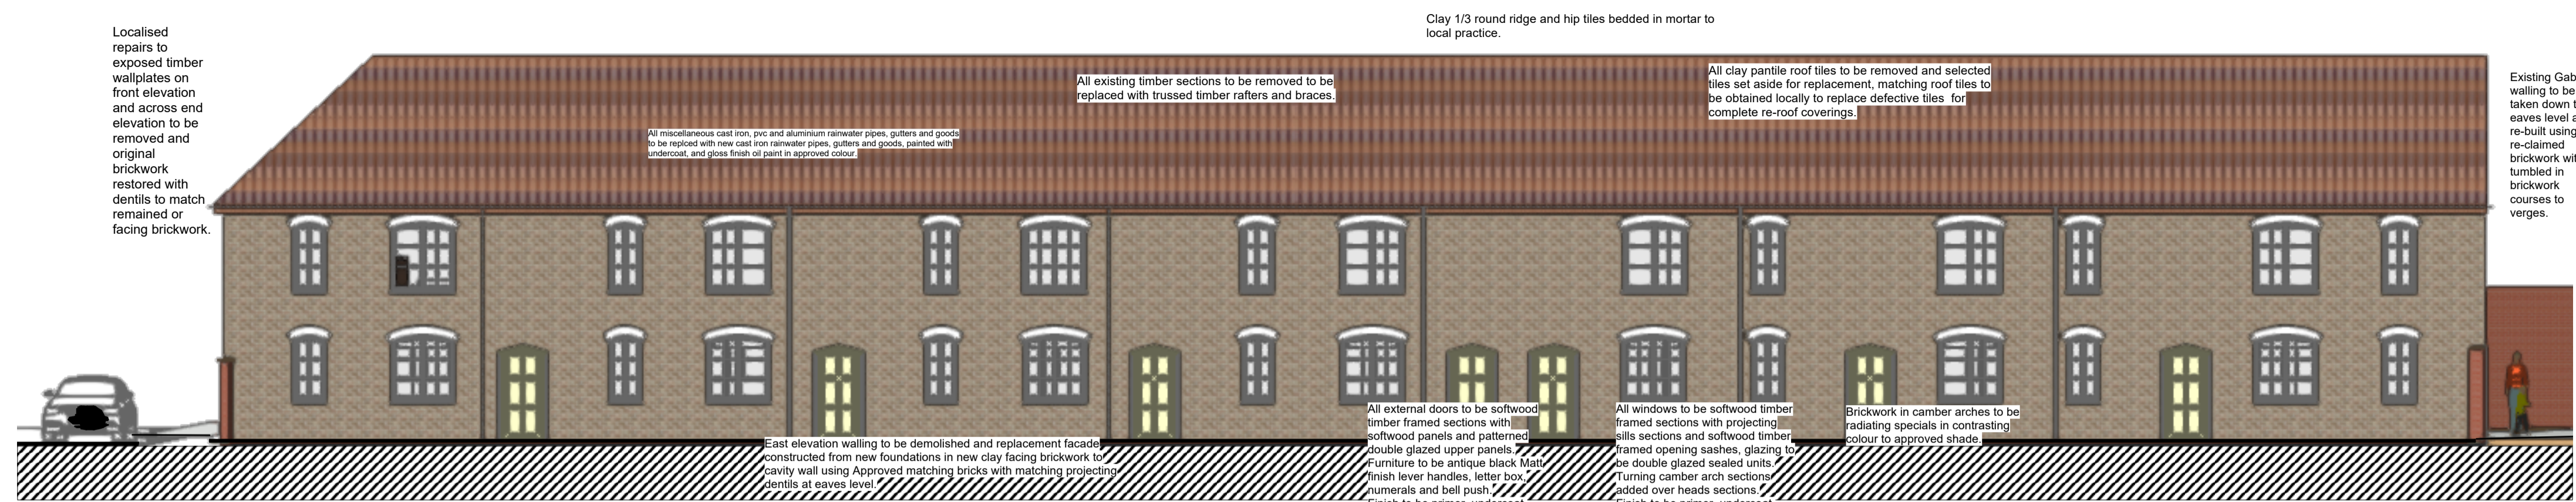 Localised
repairs to
exposed timber
wallplates on
front elevation
and across end
elevation to be
removed and
original
brickwork
restored with
dentils to match
remained or
facing brickwork.
Clay 1/3 round ridge and hip tiles bedded in mortar to
local practice.
All existing timber sections to be removed to be
replaced with trussed timber rafters and braces.
All clay pantile roof tiles to be removed and selected
tiles set aside for replacement, matching roof tiles to
be obtained locally to replace defective tiles for
complete re-roof coverings.
All miscellaneous cast iron, pvc and aluminium rainwater pipes, gutters and goods
to be replced with new cast iron rainwater pipes, gutters and goods, painted with
undercoat, and gloss finish oil paint in approved colour.
Existing Gab
walling to be
taken down t
eaves level a
re-built using
re-claimed
brickwork wit
tumbled in
brickwork
courses to
verges.
East elevation walling to be demolished and replacement facade
constructed from new foundations in new clay facing brickwork to
cavity wall using Approved matching bricks with matching projecting
dentils at eaves level.
All external doors to be softwood
timber framed sections with
softwood panels and patterned
double glazed upper panels.
Furniture to be antique black Matt
finish lever handles, letter box,
numerals and bell push.
All windows to be softwood timber
framed sections with projecting
sills sections and softwood timber
framed opening sashes, glazing to
be double glazed sealed units.
Turning camber arch sections
added over heads sections.
Brickwork in camber arches to be
radiating specials in contrasting
colour to approved shade.